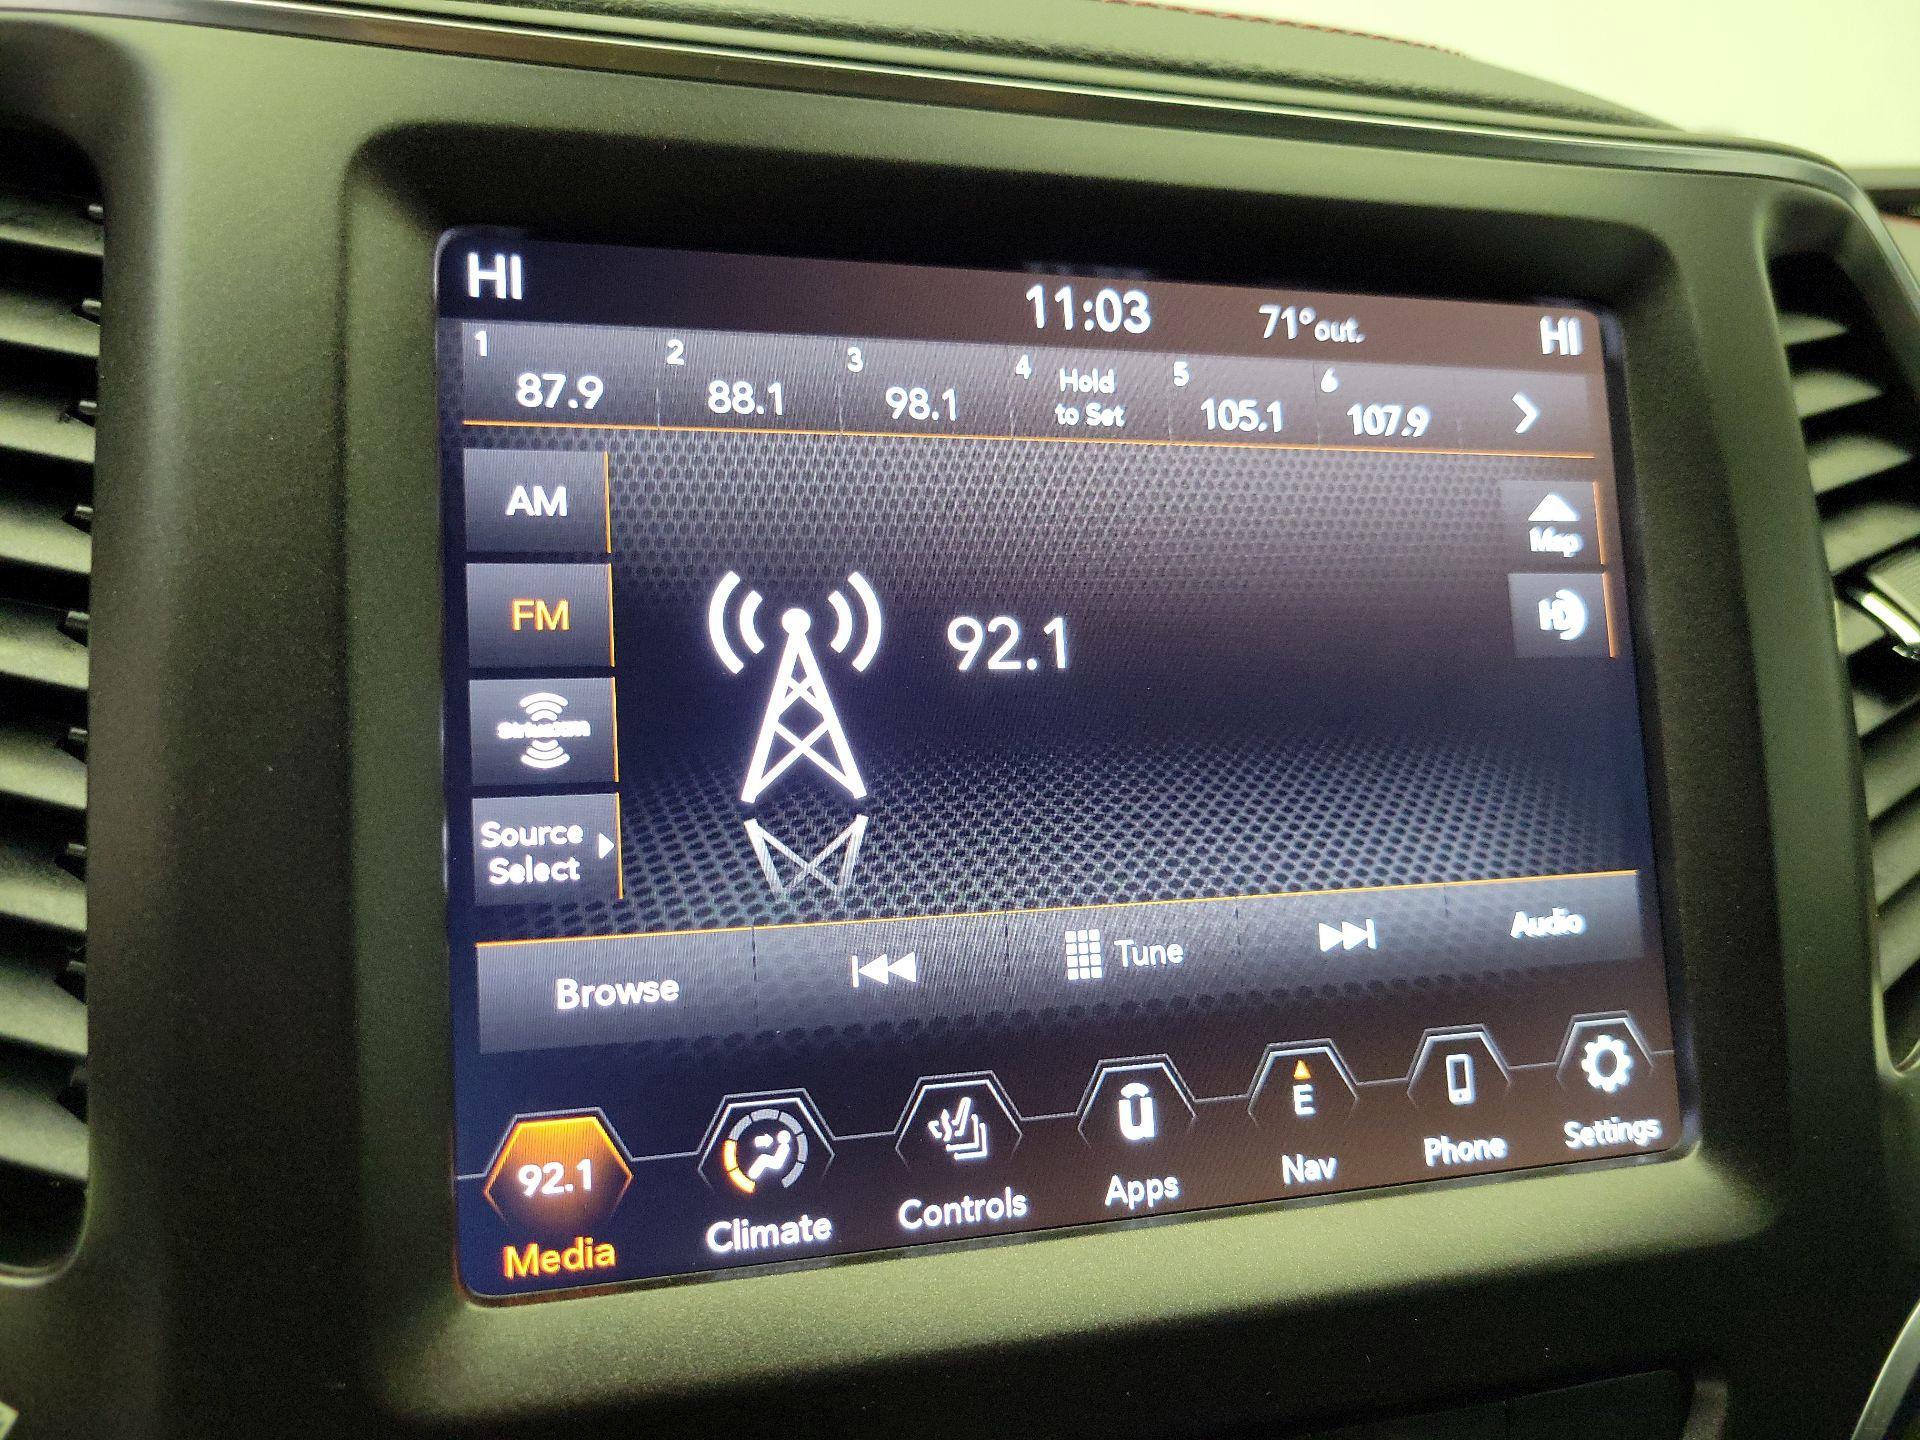 HI 11:03 71° out. HI
1 2 3 4 5 6
87.9 88.1 98.1 Hold to Set 105.1 107.9
AM
FM
SiriusXM
Source
Select
92.1
Map
HD
Browse Tune Audio
92.1 U E
Media Climate Controls Apps Nav Phone Settings